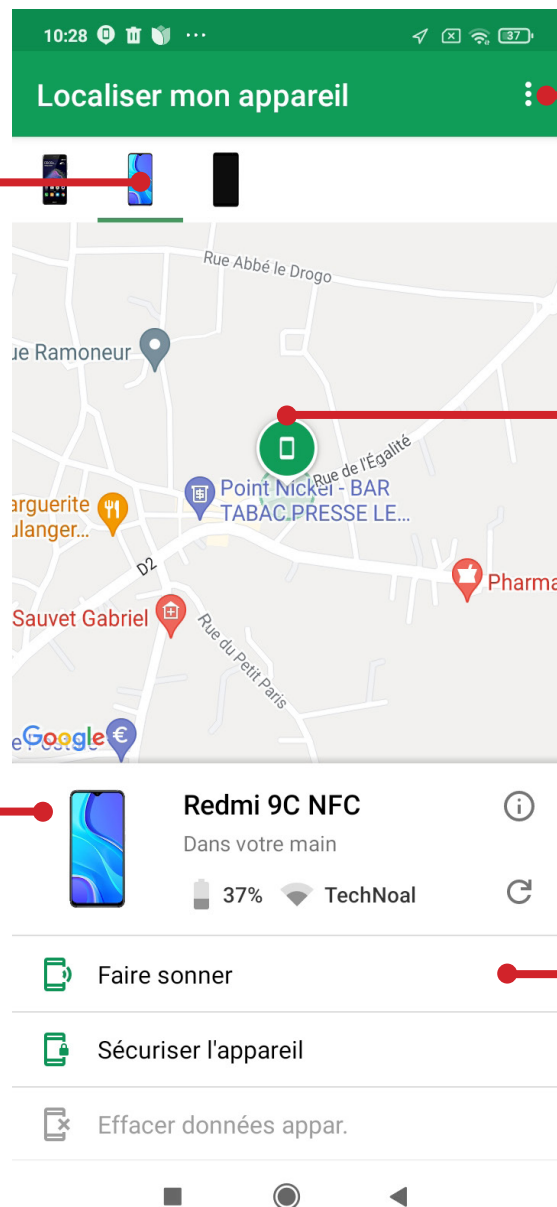 10:28
37
Localiser mon appareil
Rue Abbé le Drogo
ue Ramoneur
Rue de l'Égalité
Point Nickel - BAR
TABAC PRESSE LE...
arguerite
ulanger...
D2
Pharma
Sauvet Gabriel
Rue du Petit Paris
Google
Redmi 9C NFC
Dans votre main
37% TechNoal
Faire sonner
Sécuriser l'appareil
Effacer données appar.